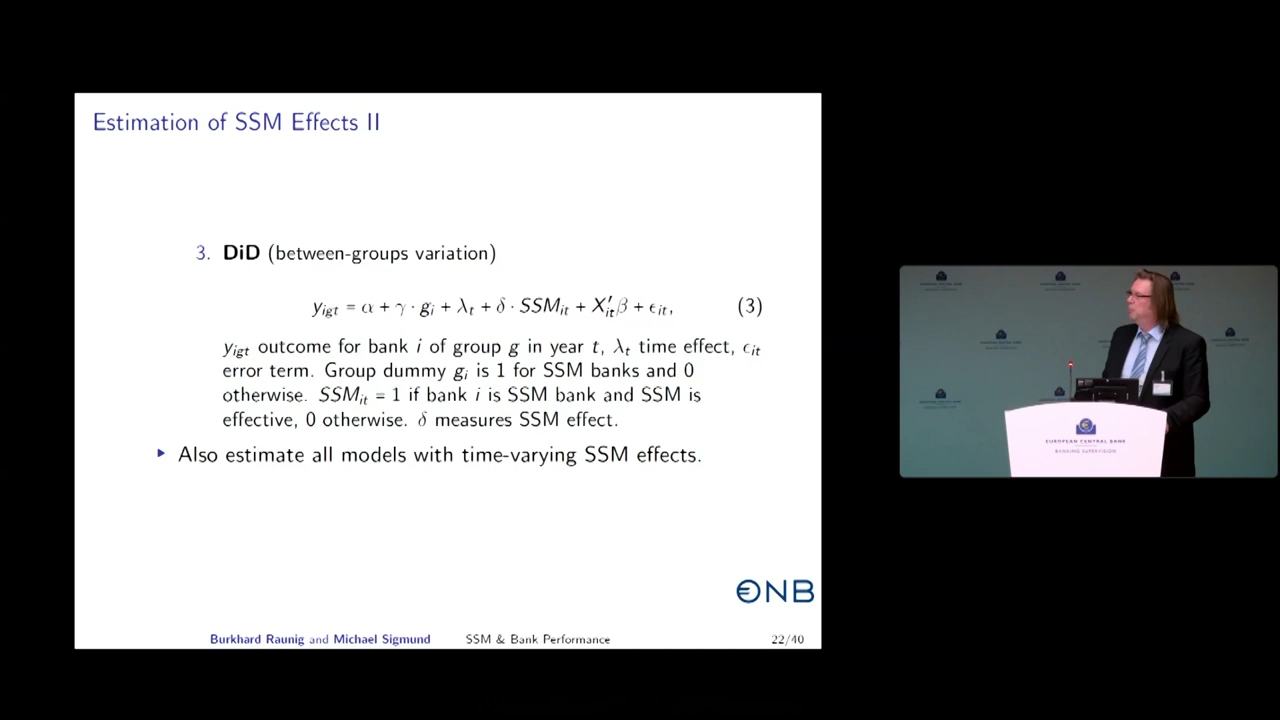 Estimation of SSM Effects II
3. DiD (between-groups variation)
y_igt = α + γ · g_i + λ_t + δ · SSM_it + X′_it β + ϵ_it, (3)
y_igt outcome for bank i of group g in year t, λ_t time effect, ϵ_it
error term. Group dummy g_i is 1 for SSM banks and 0
otherwise. SSM_it = 1 if bank i is SSM bank and SSM is
effective, 0 otherwise. δ measures SSM effect.
▸ Also estimate all models with time-varying SSM effects.
ONB
Burkhard Raunig and Michael Sigmund SSM & Bank Performance 22/40
EUROPEAN CENTRAL BANK
BANKING SUPERVISION